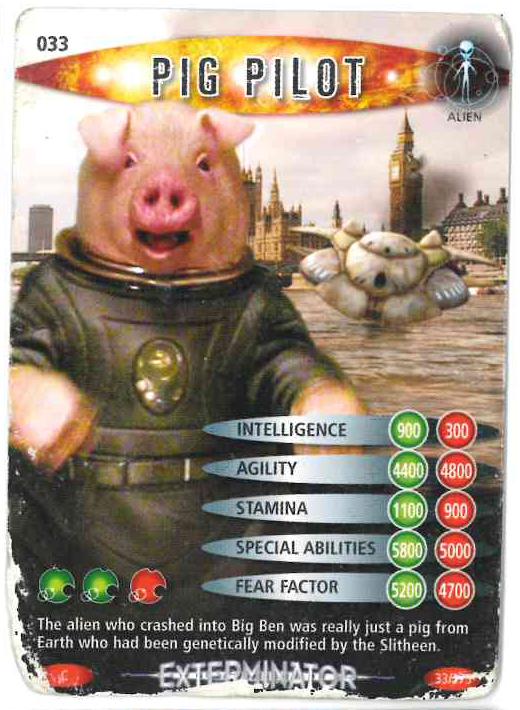 033
PIG PILOT
ALIEN
INTELLIGENCE 900 300
AGILITY 4400 4800
STAMINA 1100 900
SPECIAL ABILITIES 5800 5000
FEAR FACTOR 5200 4700
The alien who crashed into Big Ben was really just a pig from
Earth who had been genetically modified by the Slitheen.
EXTERMINATOR